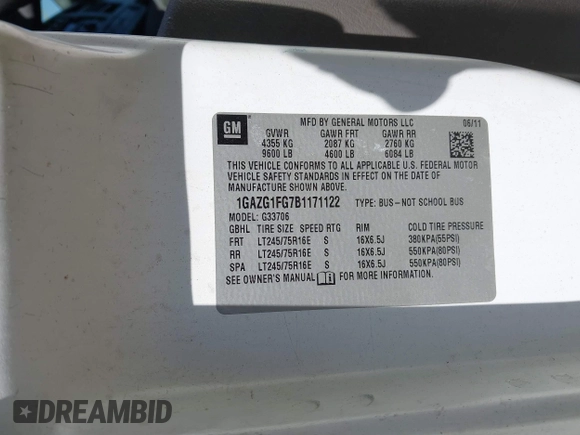 GM
MFD BY GENERAL MOTORS LLC 06/11
GVWR GAWR FRT GAWR RR
4355 KG 2087 KG 2760 KG
9600 LB 4600 LB 6084 LB
THIS VEHICLE CONFORMS TO ALL APPLICABLE U.S. FEDERAL MOTOR
VEHICLE SAFETY STANDARDS IN EFFECT ON THE DATE OF
MANUFACTURE SHOWN ABOVE.
1GAZG1FG7B1171122 TYPE: BUS-NOT SCHOOL BUS
MODEL: G33706
GBHL TIRE SIZE SPEED RTG RIM COLD TIRE PRESSURE
FRT LT245/75R16E S 16X6.5J 380KPA(55PSI)
RR LT245/75R16E S 16X6.5J 550KPA(80PSI)
SPA LT245/75R16E S 16X6.5J 550KPA(80PSI)
SEE OWNER'S MANUAL FOR MORE INFORMATION.
DREAMBID